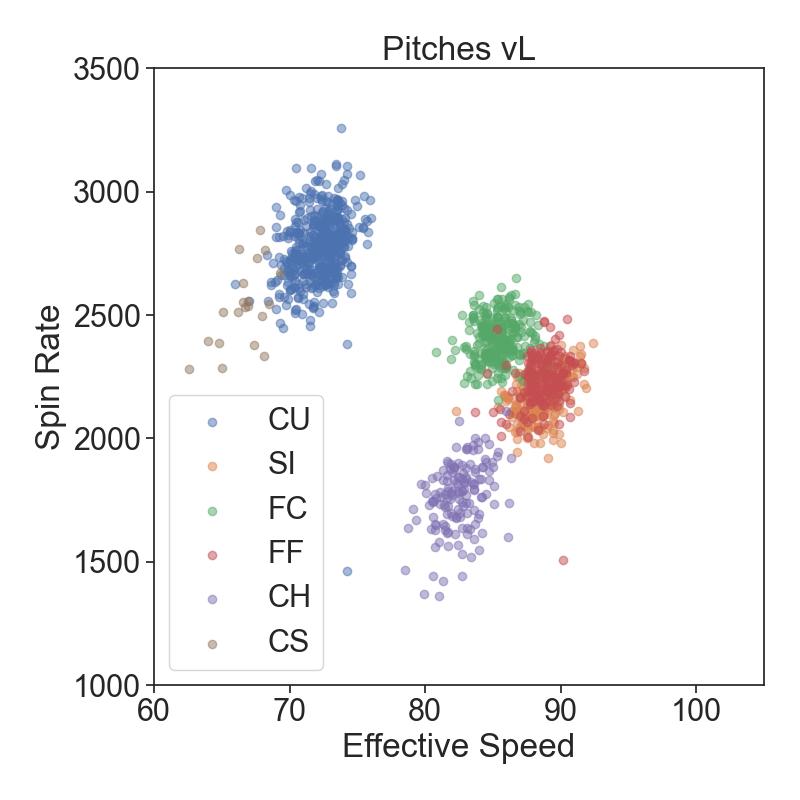 Pitches vL
3500
3000
2500
2000
1500
1000
Spin Rate
CU
SI
FC
FF
CH
CS
60 70 80 90 100
Effective Speed